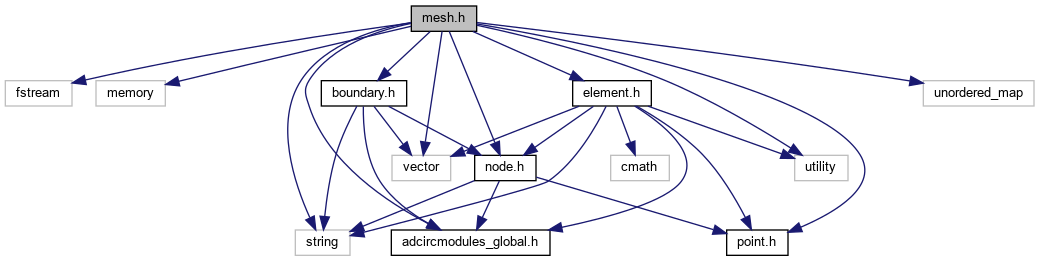 mesh.h
fstream
memory
boundary.h
element.h
unordered_map
vector
node.h
cmath
utility
string
adcircmodules_global.h
point.h